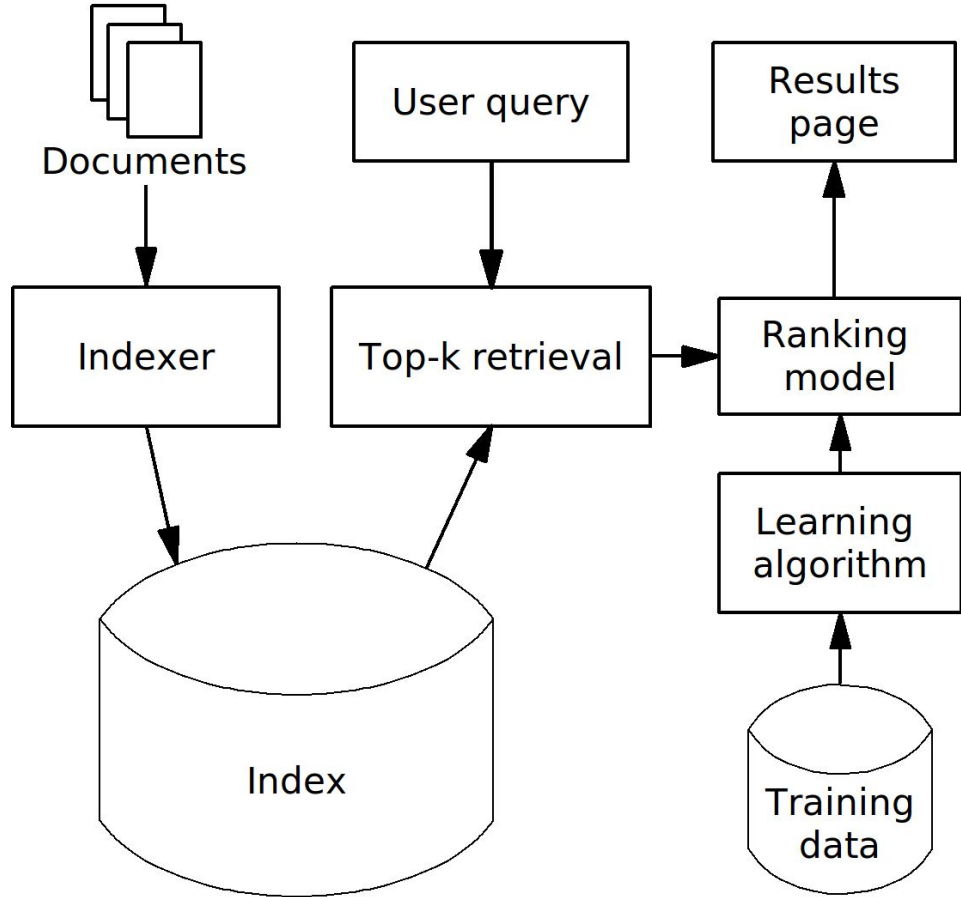 Documents
User query
Results
page
Indexer
Top-k retrieval
Ranking
model
Learning
algorithm
Index
Training
data